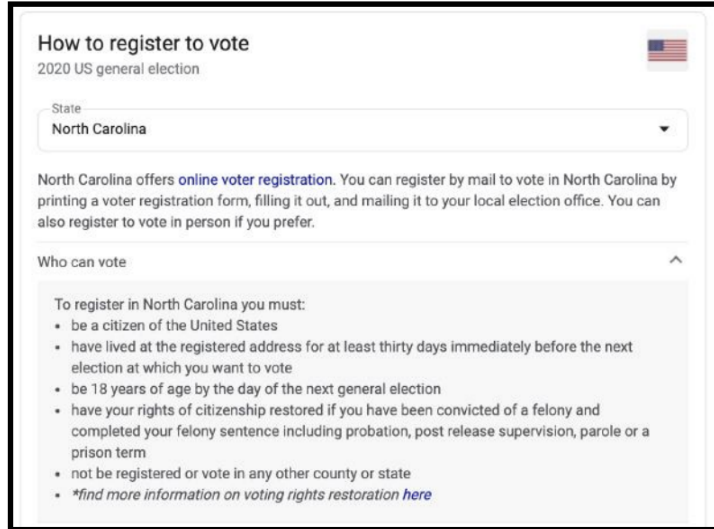 How to register to vote
2020 US general election
State
North Carolina
North Carolina offers online voter registration. You can register by mail to vote in North Carolina by
printing a voter registration form, filling it out, and mailing it to your local election office. You can
also register to vote in person if you prefer.
Who can vote
To register in North Carolina you must:
• be a citizen of the United States
• have lived at the registered address for at least thirty days immediately before the next
election at which you want to vote
• be 18 years of age by the day of the next general election
• have your rights of citizenship restored if you have been convicted of a felony and
completed your felony sentence including probation, post release supervision, parole or a
prison term
• not be registered or vote in any other county or state
• *find more information on voting rights restoration here